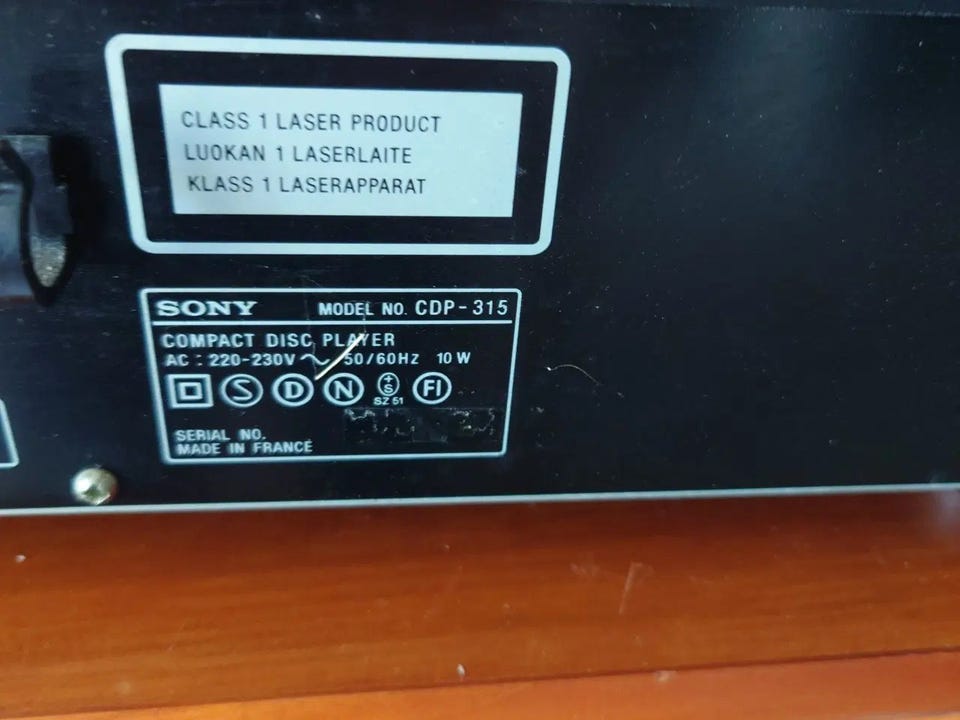 CLASS 1 LASER PRODUCT
LUOKAN 1 LASERLAITE
KLASS 1 LASERAPPARAT
SONY MODEL NO. CDP-315
COMPACT DISC PLAYER
AC : 220-230V ~ 50/60Hz 10 W
S D N +S FI
SZ 51
SERIAL NO.
MADE IN FRANCE